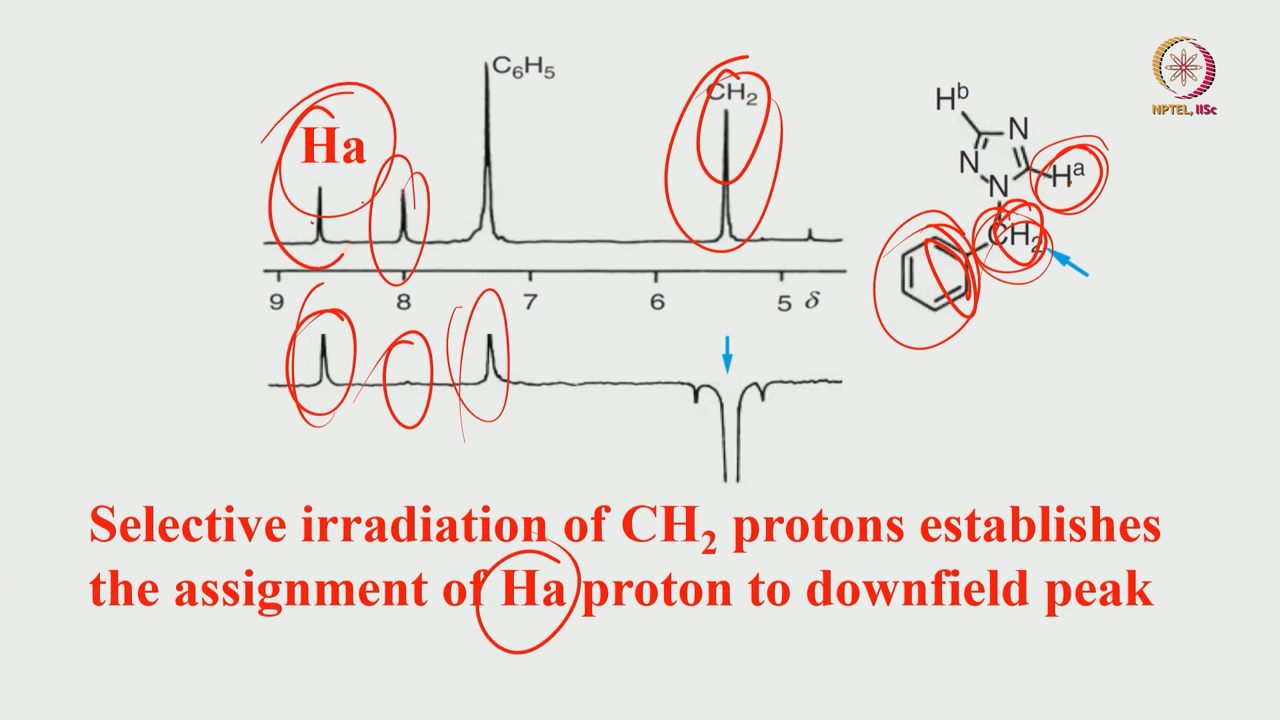 C₆H₅
CH₂
Ha
9 8 7 6 5 δ
Hᵇ
N
N
N
Hᵃ
CH₂
NPTEL, IISc
Selective irradiation of CH₂ protons establishes
the assignment of Ha proton to downfield peak